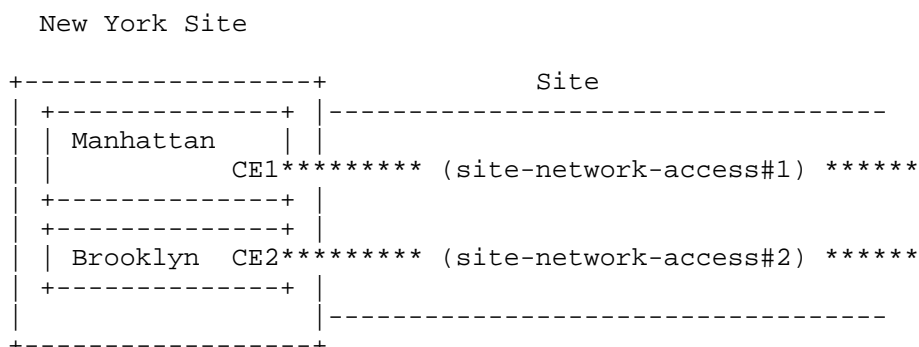 New York Site
Site
Manhattan
CE1********* (site-network-access#1) ******
Brooklyn CE2********* (site-network-access#2) ******